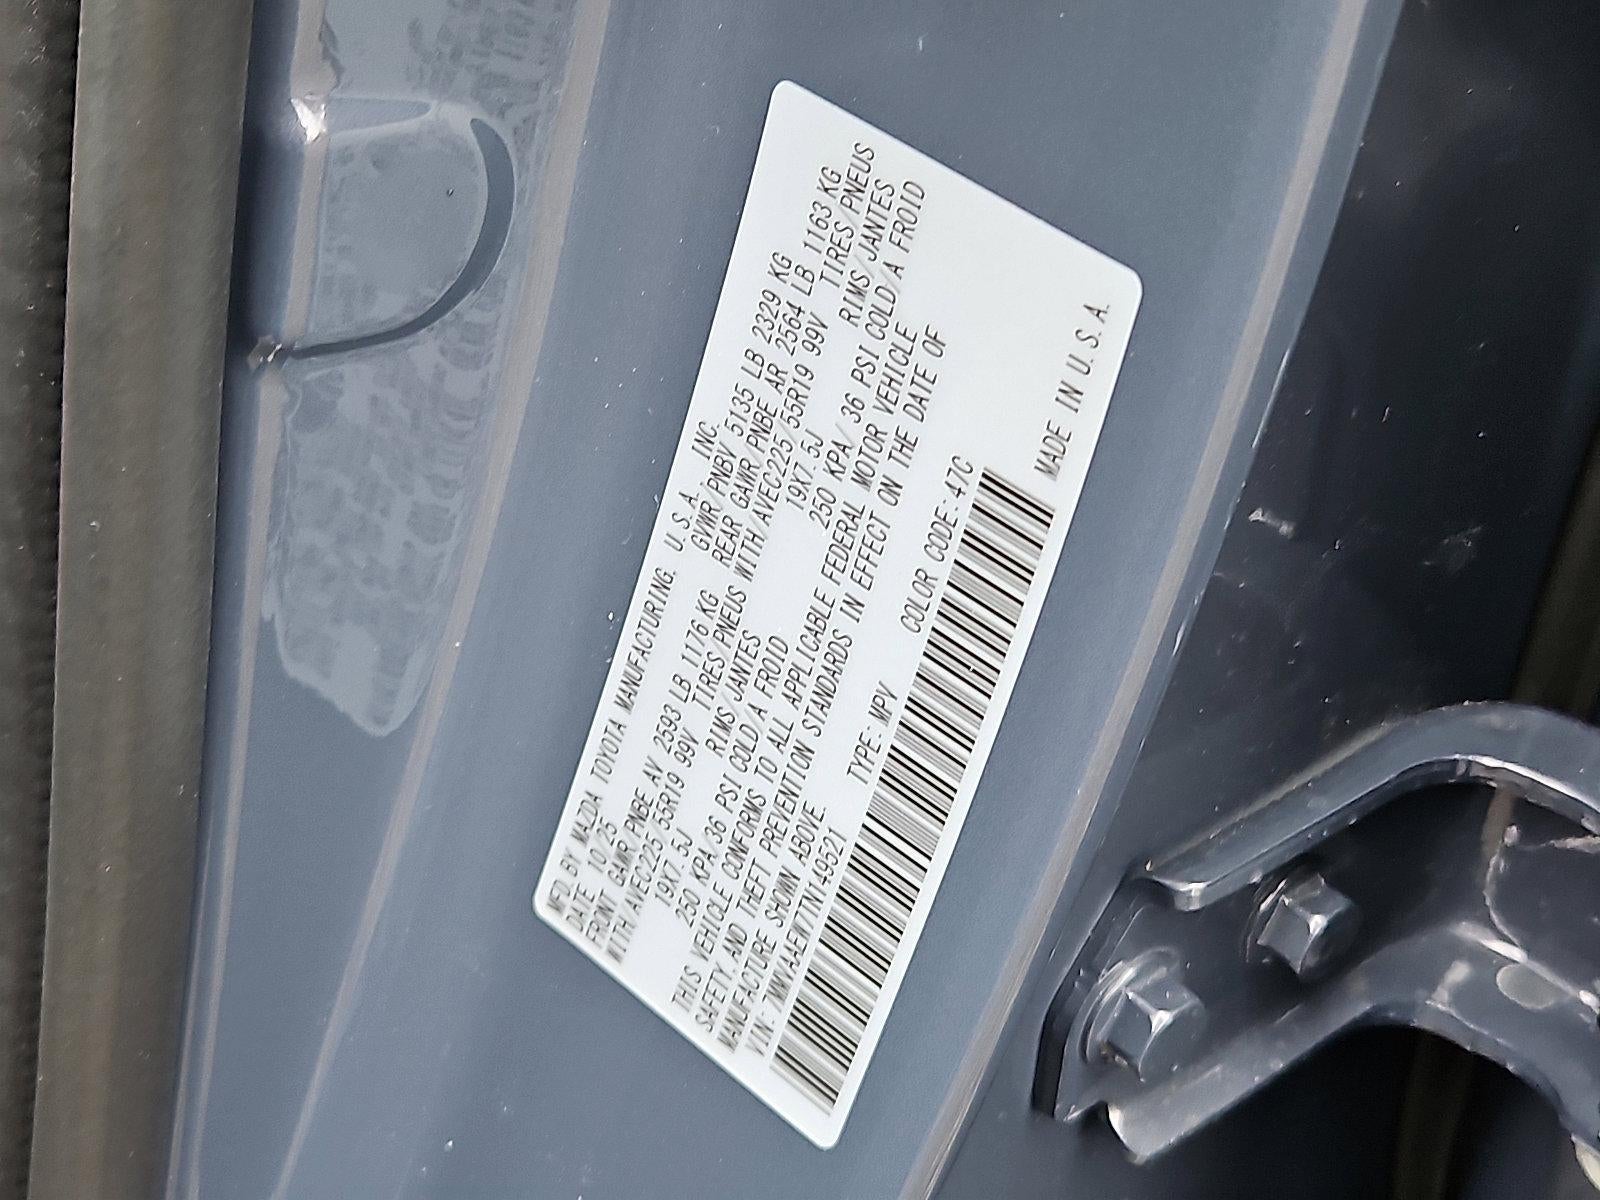 MFD. BY MAZDA TOYOTA MANUFACTURING, U.S.A., INC.
DATE: 10/25 GVWR/PNBV 5135 LB 2329 KG
FRONT GAWR/PNBE AV 2593 LB 1176 KG REAR GAWR/PNBE AR 2564 LB 1163 KG
WITH/AVEC225/55R19 99V TIRES/PNEUS WITH/AVEC225/55R19 99V TIRES/PNEUS
19X7.5J RIMS/JANTES 19X7.5J RIMS/JANTES
250 KPA/36 PSI COLD/A FROID 250 KPA/36 PSI COLD/A FROID
THIS VEHICLE CONFORMS TO ALL APPLICABLE FEDERAL MOTOR VEHICLE
SAFETY, AND THEFT PREVENTION STANDARDS IN EFFECT ON THE DATE OF
MANUFACTURE SHOWN ABOVE.
VIN: 7MMVAAEW7TN149521 TYPE: MPV COLOR CODE: 47C
MADE IN U.S.A.